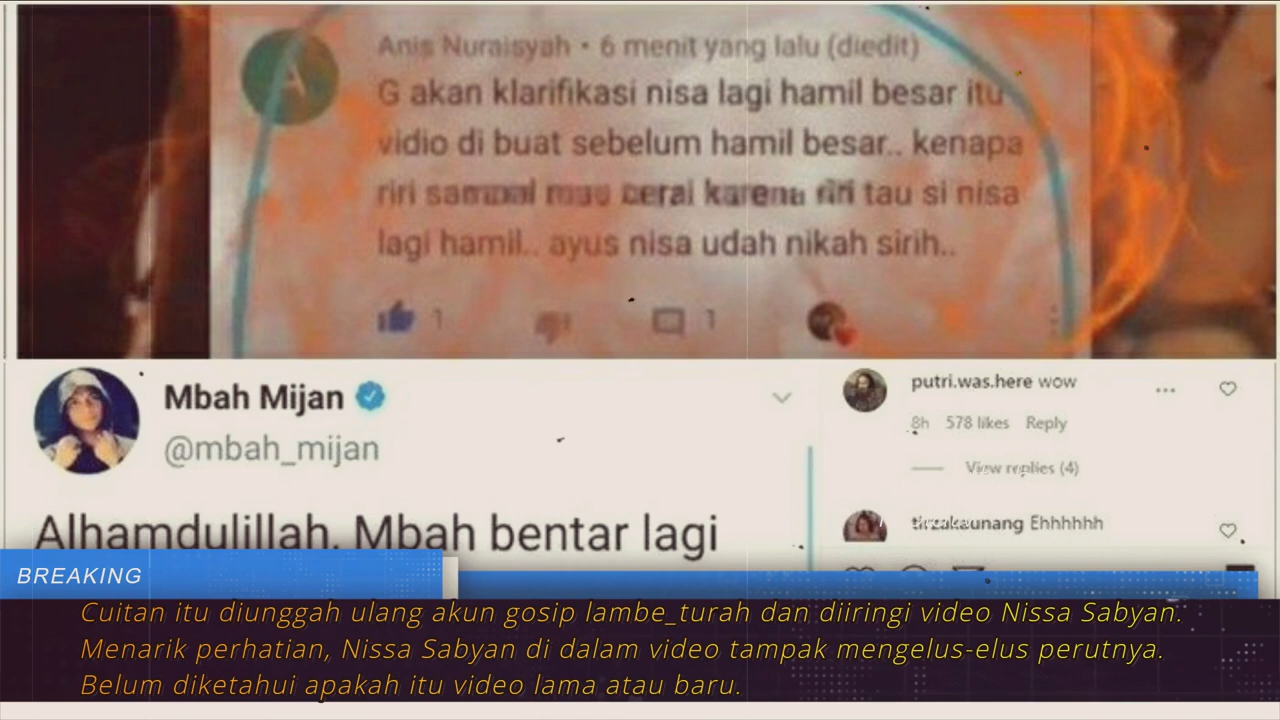 Anis Nuraisyah • 6 menit yang lalu (diedit)
A
G akan klarifikasi nisa lagi hamil besar itu
vidio di buat sebelum hamil besar.. kenapa
riri sampai mau cerai karena riri tau si nisa
lagi hamil.. ayus nisa udah nikah sirih..
1 1
Mbah Mijan
@mbah_mijan
Alhamdulillah, Mbah bentar lagi
putri.was.here wow
8h 578 likes Reply
View replies (4)
Ehhhhhh
BREAKING
Cuitan itu diunggah ulang akun gosip lambe_turah dan diiringi video Nissa Sabyan.
Menarik perhatian, Nissa Sabyan di dalam video tampak mengelus-elus perutnya.
Belum diketahui apakah itu video lama atau baru.